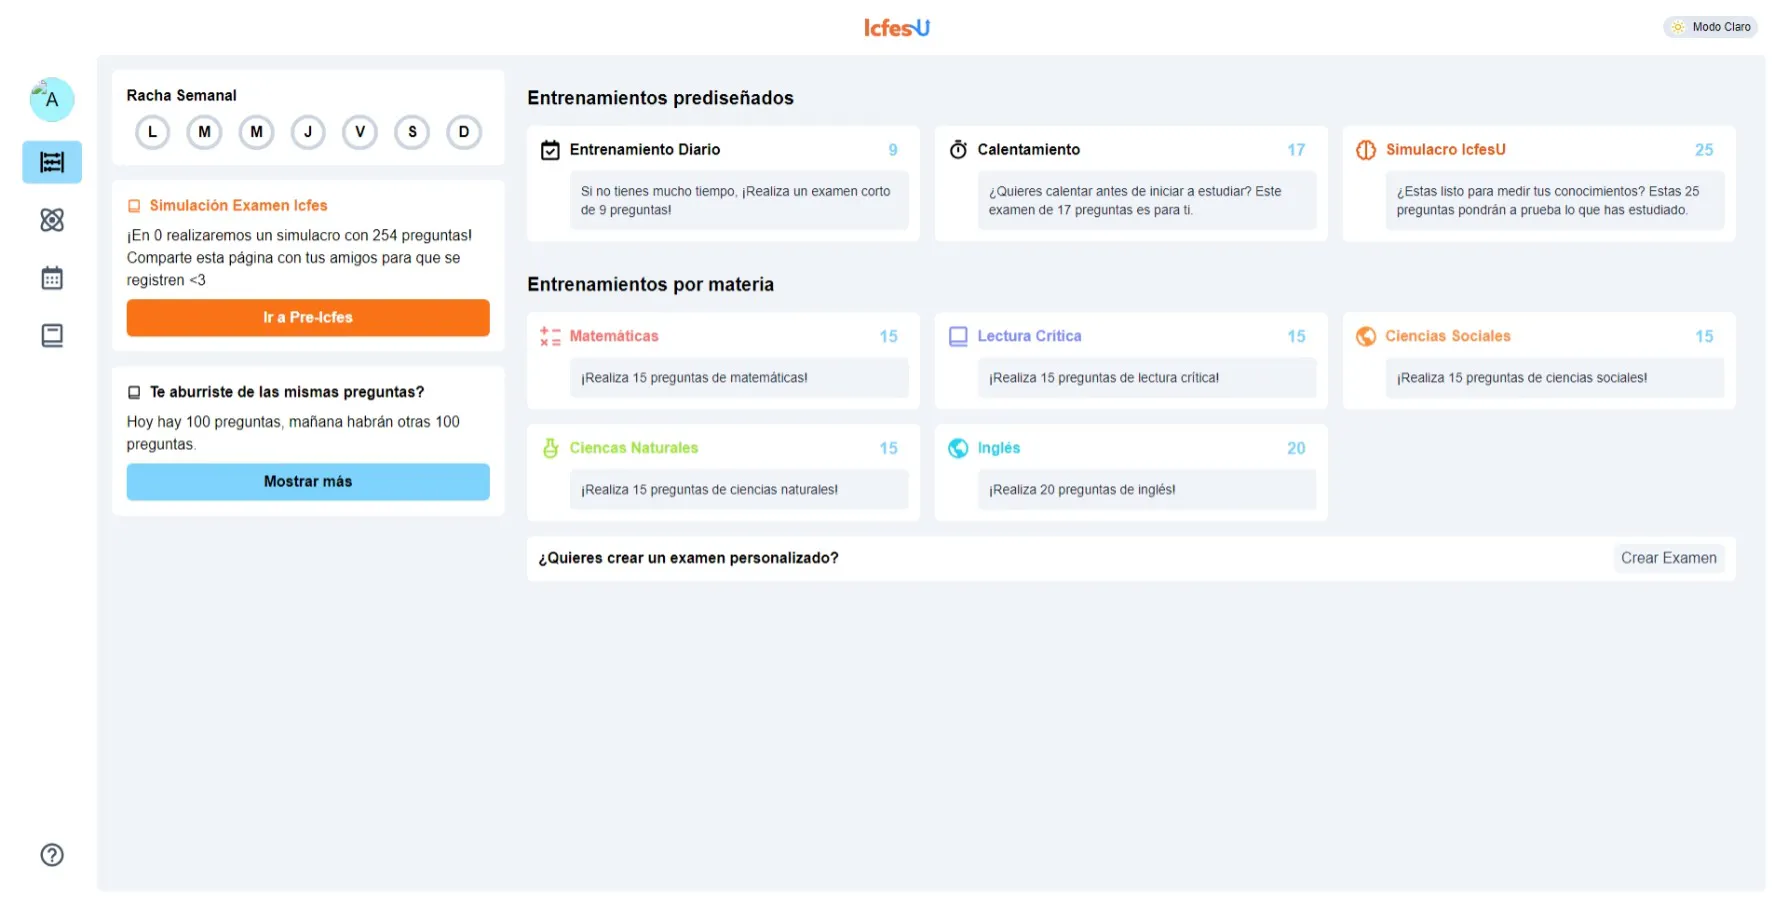 IcfesU
Modo Claro
A
Racha Semanal
L M M J V S D
Simulación Examen Icfes
¡En 0 realizaremos un simulacro con 254 preguntas!
Comparte esta página con tus amigos para que se
registren <3
Ir a Pre-Icfes
Te aburriste de las mismas preguntas?
Hoy hay 100 preguntas, mañana habrán otras 100
preguntas.
Mostrar más
Entrenamientos prediseñados
Entrenamiento Diario 9
Si no tienes mucho tiempo, ¡Realiza un examen corto
de 9 preguntas!
Calentamiento 17
¿Quieres calentar antes de iniciar a estudiar? Este
examen de 17 preguntas es para ti.
Simulacro IcfesU 25
¿Estas listo para medir tus conocimientos? Estas 25
preguntas pondrán a prueba lo que has estudiado.
Entrenamientos por materia
Matemáticas 15
¡Realiza 15 preguntas de matemáticas!
Lectura Crítica 15
¡Realiza 15 preguntas de lectura crítica!
Ciencias Sociales 15
¡Realiza 15 preguntas de ciencias sociales!
Ciencas Naturales 15
¡Realiza 15 preguntas de ciencias naturales!
Inglés 20
¡Realiza 20 preguntas de inglés!
¿Quieres crear un examen personalizado?
Crear Examen